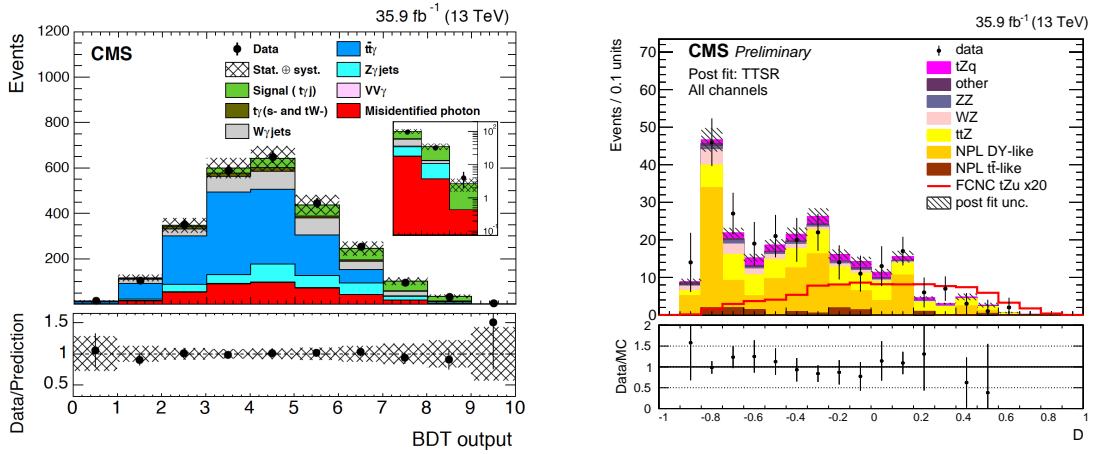 35.9 fb⁻¹ (13 TeV)
Events
1200
1000
800
600
400
200
CMS
Data
Stat. ⊕ syst.
Signal ( tγj)
tγ(s- and tW-)
Wγjets
tt̄γ
Zγjets
VVγ
Misidentified photon
10²
10
1
10⁻¹
Data/Prediction
1.5
1
0.5
0 1 2 3 4 5 6 7 8 9 10
BDT output
35.9 fb⁻¹ (13 TeV)
Events / 0.1 units
70
60
50
40
30
20
10
0
CMS Preliminary
Post fit: TTSR
All channels
data
tZq
other
ZZ
WZ
ttZ
NPL DY-like
NPL tt̄-like
FCNC tZu x20
post fit unc.
Data/MC
2
1.5
1
0.5
0
-1 -0.8 -0.6 -0.4 -0.2 0 0.2 0.4 0.6 0.8 1
D